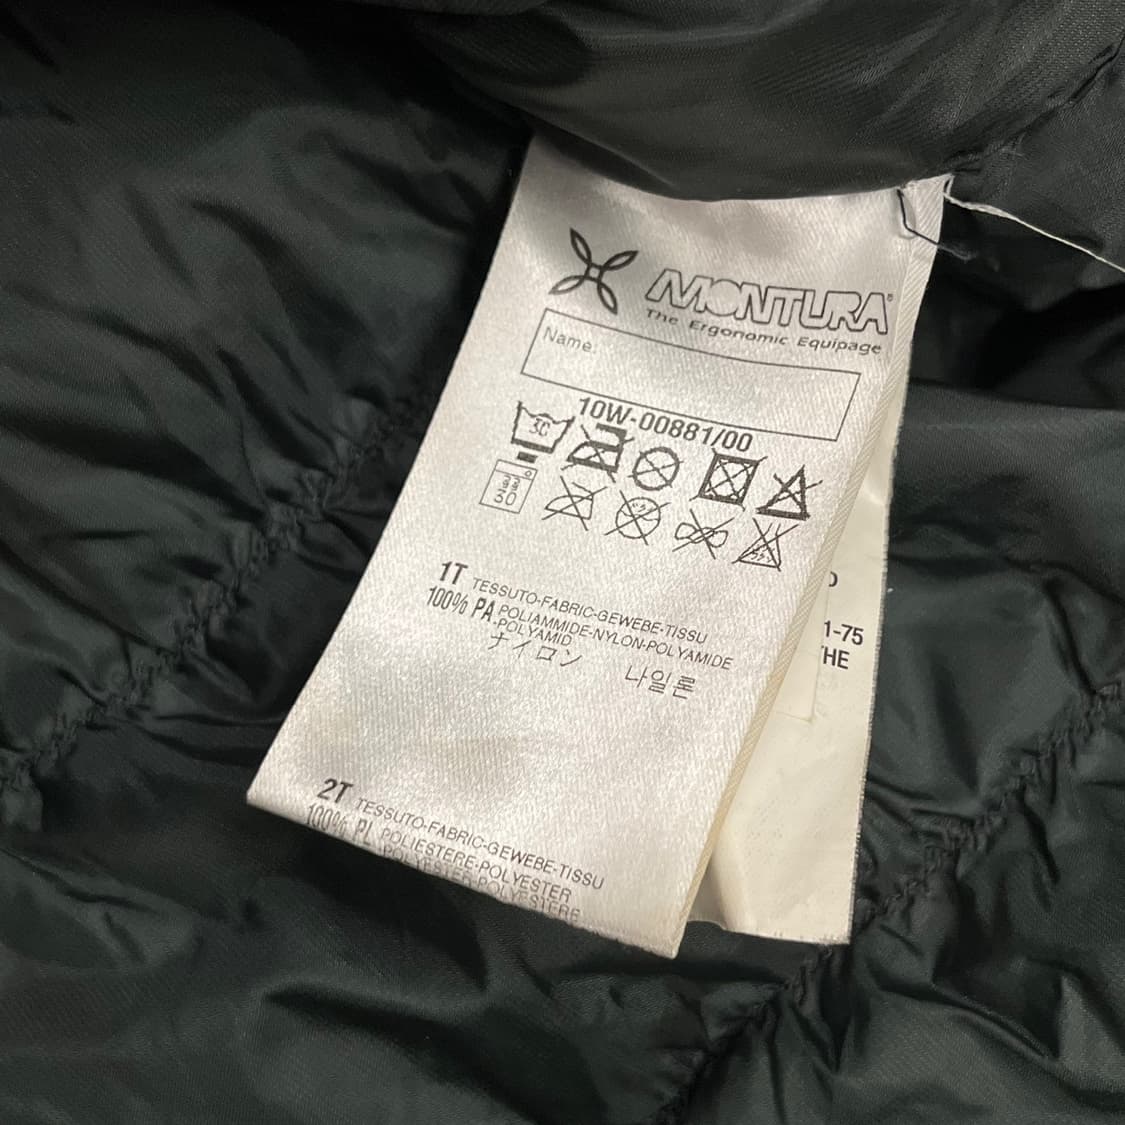 MONTURA®
The Ergonomic Equipage
Name:
10W-00881/00
30
30
1T TESSUTO-FABRIC-GEWEBE-TISSU
100% PA POLIAMMIDE-NYLON-POLYAMIDE
-POLYAMID
ナイロン 나일론
2T TESSUTO-FABRIC-GEWEBE-TISSU
100% PL POLIESTERE-POLYESTER
POLYESTER-POLYESTERE
1-75
THE